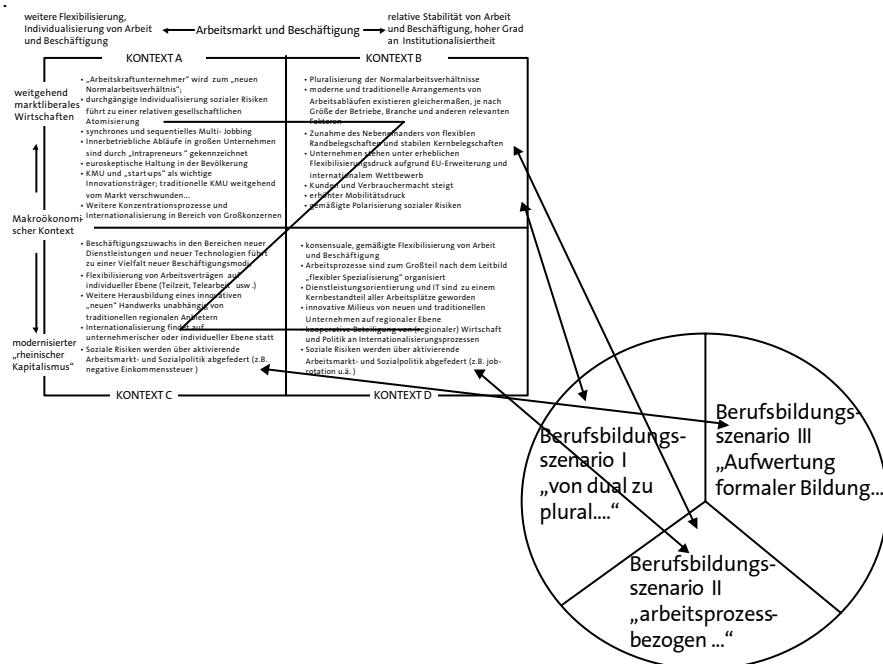 .
weitere Flexibilisierung,
Individualisierung von Arbeit
und Beschäftigung
Arbeitsmarkt und Beschäftigung
relative Stabilität von Arbeit
und Beschäftigung, hoher Grad
an Institutionalisiertheit
KONTEXT A
KONTEXT B
weitgehend
marktliberales
Wirtschaften
• „Arbeitskraftunternehmer" wird zum „neuen
Normalarbeitsverhältnis";
• durchgängige Individualisierung sozialer Risiken
führt zu einer relativen gesellschaftlichen
Atomisierung
• synchrones und sequentielles Multi- Jobbing
• Innerbetriebliche Abläufe in großen Unternehmen
sind durch „Intrapreneurs " gekennzeichnet
• euroskeptische Haltung in der Bevölkerung
• KMU und „start-ups" als wichtige
Innovationsträger; traditionelle KMU weitgehend
vom Markt verschwunden...
• Weitere Konzentrationsprozesse und
Internationalisierung in Bereich von Großkonzernen
• Pluralisierung der Normalarbeitsverhältnisse
• moderne und traditionelle Arrangements von
Arbeitsabläufen existieren gleichermaßen, je nach
Größe der Betriebe, Branche und anderen relevanten
Faktoren
• Zunahme des Nebeneinanders von flexiblen
Randbelegschaften und stabilen Kernbelegschaften
• Unternehmen stehen unter erheblichen
Flexibilisierungsdruck aufgrund EU-Erweiterung und
internationalem Wettbewerb
• Kunden und Verbrauchermacht steigt
• erhöhter Mobilitätsdruck
• gemäßigte Polarisierung sozialer Risiken
Makroökonomi-
scher Kontext
• Beschäftigungszuwachs in den Bereichen neuer
Dienstleistungen und neuer Technologien führt
zu einer Vielfalt neuer Beschäftigungsmodi
• Flexibilisierung von Arbeitsverträgen auf
individueller Ebene (Teilzeit, Telearbeit usw .)
• Weitere Herausbildung eines innovativen
„neuen" Handwerks unabhängig von
traditionellen regionalen Anbietern
• Internationalisierung findet auf
unternehmerischer oder individueller Ebene statt
• Soziale Risiken werden über aktivierende
Arbeitsmarkt- und Sozialpolitik abgefedert (z.B.
negative Einkommenssteuer )
• konsensuale, gemäßigte Flexibilisierung von Arbeit
und Beschäftigung
• Arbeitsprozesse sind zum Großteil nach dem Leitbild
„flexibler Spezialisierung" organisiert
• Dienstleistungsorientierung und IT sind zu einem
Kernbestandteil aller Arbeitsplätze geworden
• innovative Milieus von neuen und traditionellen
Unternehmen auf regionaler Ebene
• kooperative Beteiligung von (regionaler) Wirtschaft
und Politik an Internationalisierungsprozessen
• Soziale Risiken werden über aktivierende
Arbeitsmarkt- und Sozialpolitik abgefedert (z.B. job-
rotation u.ä. )
modernisierter
„rheinischer
Kapitalismus"
KONTEXT C
KONTEXT D
Berufsbildungs-
szenario I
„von dual zu
plural...."
Berufsbildungs-
szenario III
„Aufwertung
formaler Bildung...
Berufsbildungs-
szenario II
„arbeitsprozess-
bezogen ..."